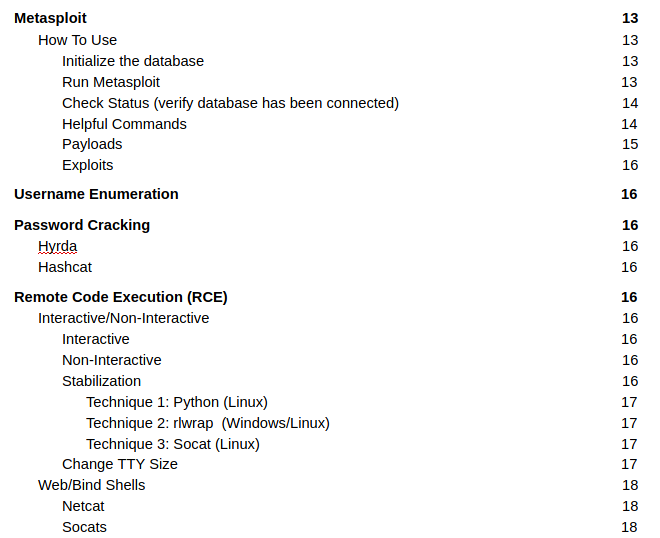 Metasploit 13
How To Use 13
Initialize the database 13
Run Metasploit 13
Check Status (verify database has been connected) 14
Helpful Commands 14
Payloads 15
Exploits 16
Username Enumeration 16
Password Cracking 16
Hyrda 16
Hashcat 16
Remote Code Execution (RCE) 16
Interactive/Non-Interactive 16
Interactive 16
Non-Interactive 16
Stabilization 16
Technique 1: Python (Linux) 17
Technique 2: rlwrap  (Windows/Linux) 17
Technique 3: Socat (Linux) 17
Change TTY Size 17
Web/Bind Shells 18
Netcat 18
Socats 18